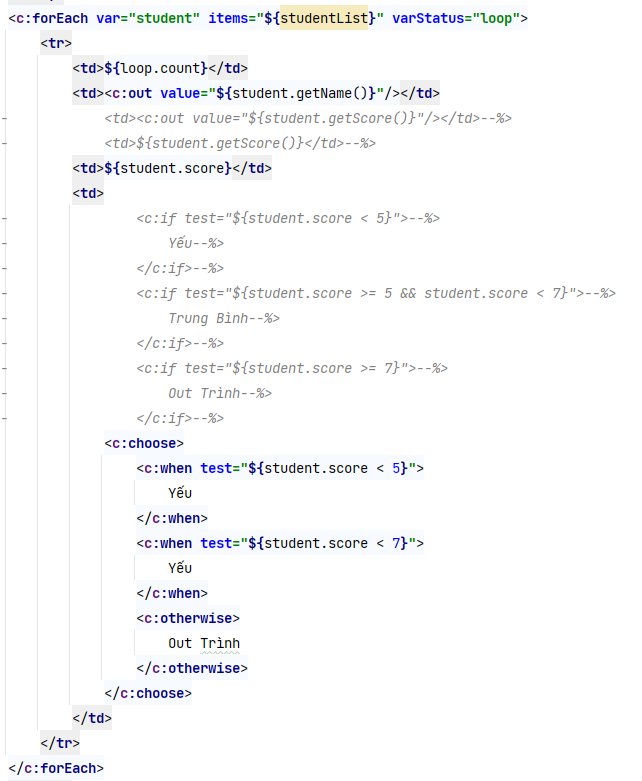 <c:forEach var="student" items="${studentList}" varStatus="loop">
<tr>
<td>${loop.count}</td>
<td><c:out value="${student.getName()}"/></td>
<td><c:out value="${student.getScore()}"/></td>--%>
<td>${student.getScore()}</td>--%>
<td>${student.score}</td>
<td>
<c:if test="${student.score < 5}">--%>
Yếu--%>
</c:if>--%>
<c:if test="${student.score >= 5 && student.score < 7}">--%>
Trung Bình--%>
</c:if>--%>
<c:if test="${student.score >= 7}">--%>
Out Trình--%>
</c:if>--%>
<c:choose>
<c:when test="${student.score < 5}">
Yếu
</c:when>
<c:when test="${student.score < 7}">
Yếu
</c:when>
<c:otherwise>
Out Trình
</c:otherwise>
</c:choose>
</td>
</tr>
</c:forEach>